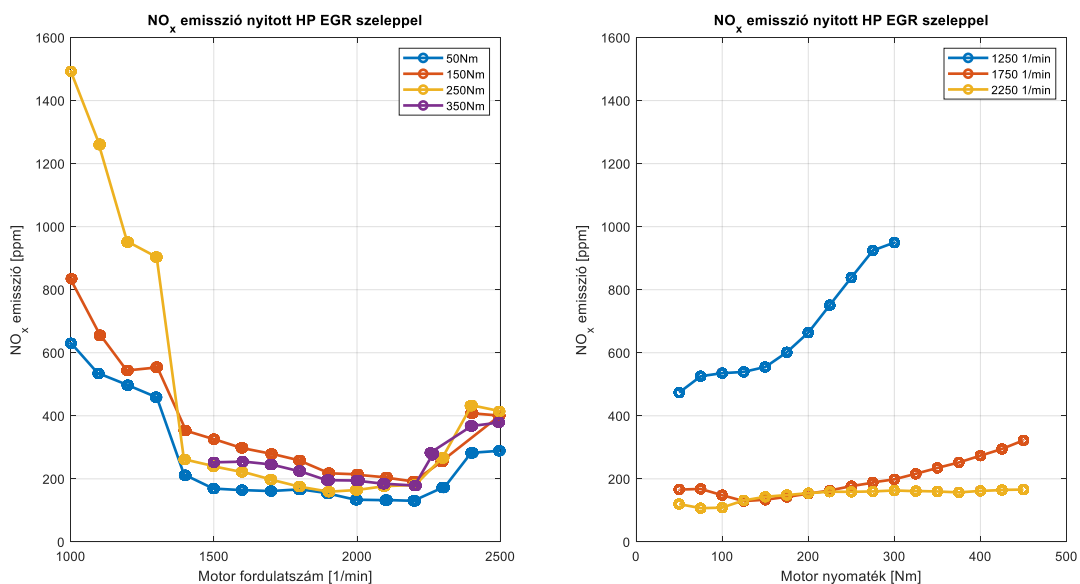 NOx emisszió nyitott HP EGR szeleppel
1600
1400
1200
1000
800
600
400
200
0
NOx emisszió [ppm]
1000 1500 2000 2500
Motor fordulatszám [1/min]
50Nm
150Nm
250Nm
350Nm
NOx emisszió nyitott HP EGR szeleppel
1600
1400
1200
1000
800
600
400
200
0
NOx emisszió [ppm]
0 100 200 300 400 500
Motor nyomaték [Nm]
1250 1/min
1750 1/min
2250 1/min